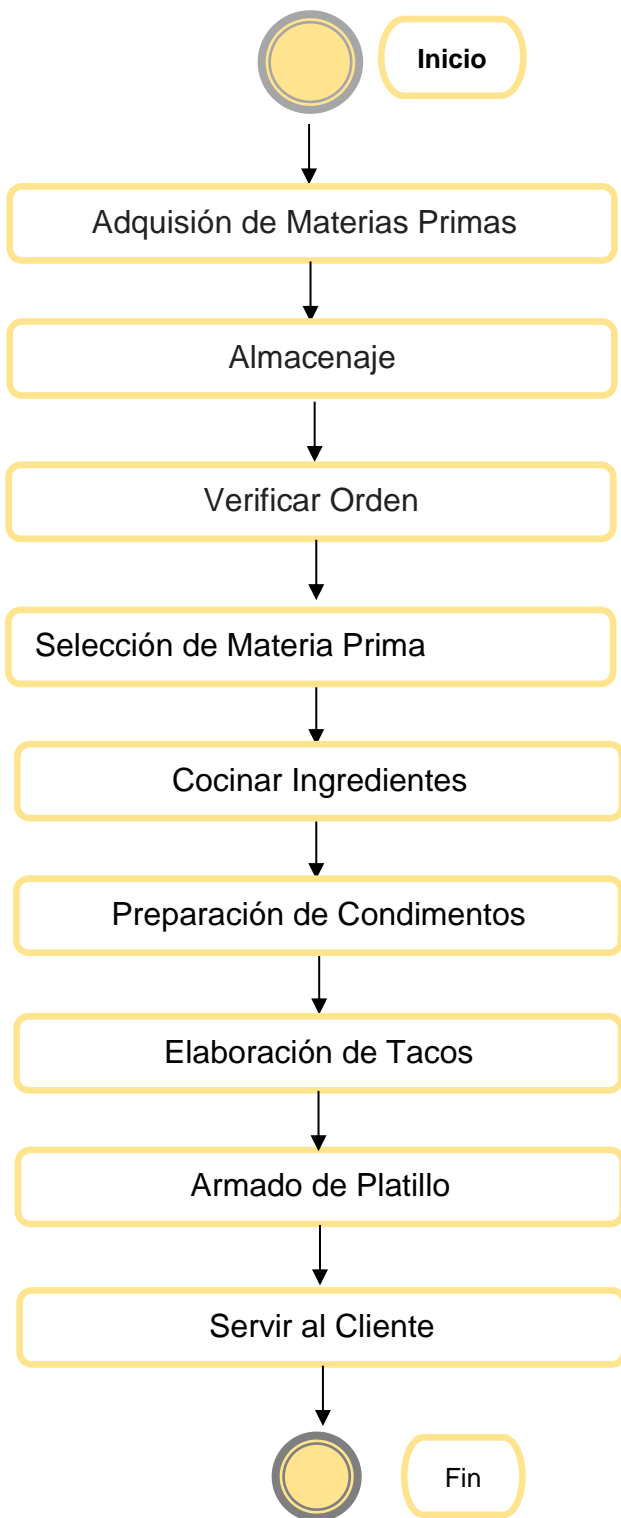 Inicio
Adquisión de Materias Primas
Almacenaje
Verificar Orden
Selección de Materia Prima
Cocinar Ingredientes
Preparación de Condimentos
Elaboración de Tacos
Armado de Platillo
Servir al Cliente
Fin